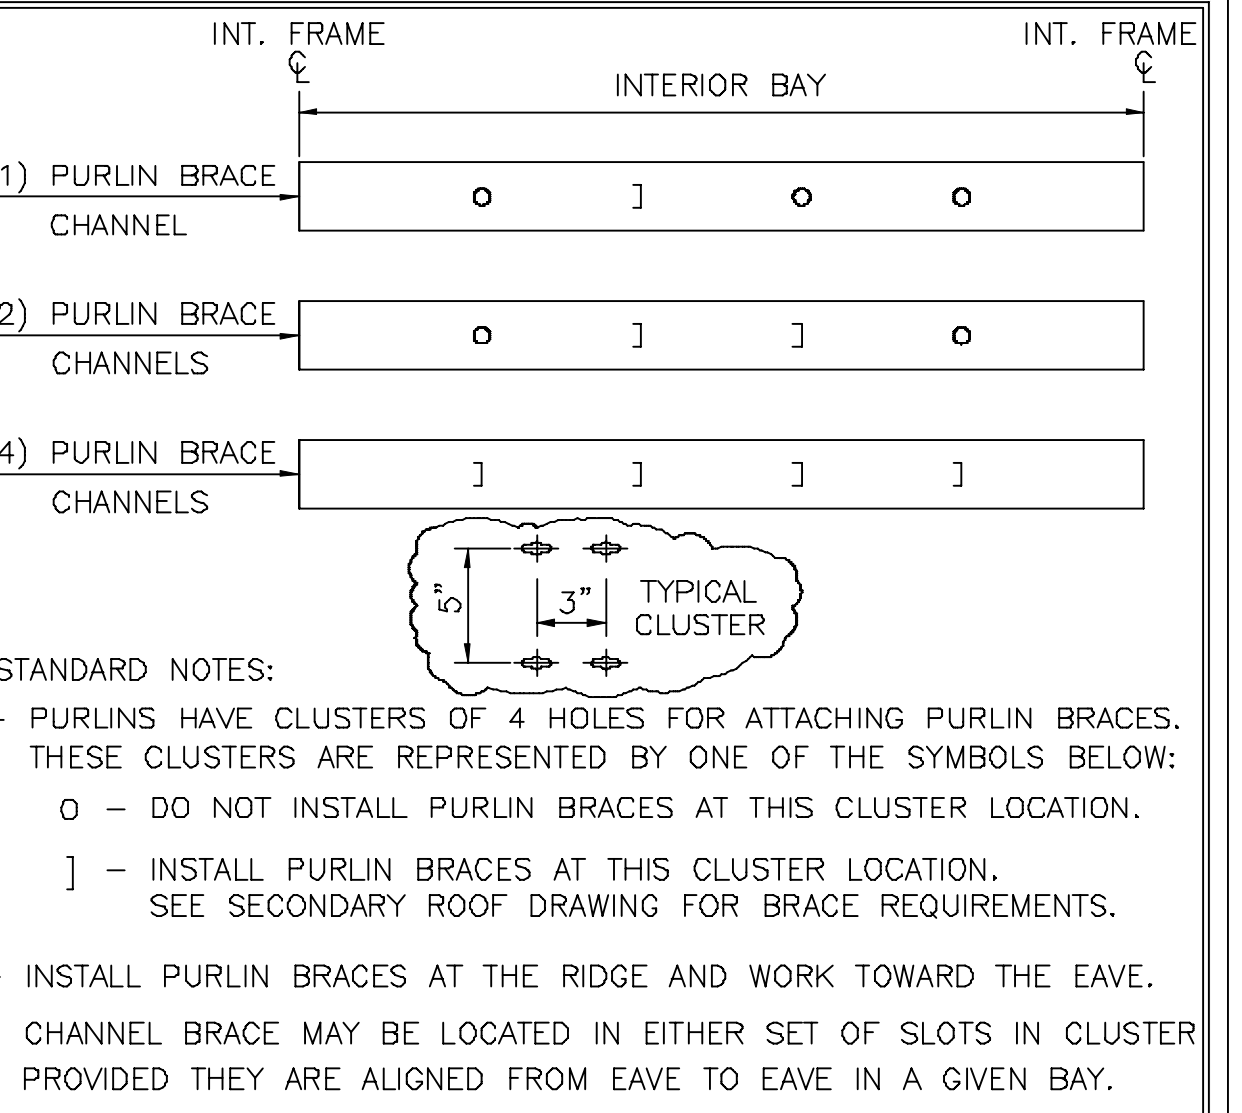 INT. FRAME INT. FRAME
℄ ℄
INTERIOR BAY
1) PURLIN BRACE
CHANNEL
2) PURLIN BRACE
CHANNELS
4) PURLIN BRACE
CHANNELS
5" 3" TYPICAL
CLUSTER
STANDARD NOTES:
- PURLINS HAVE CLUSTERS OF 4 HOLES FOR ATTACHING PURLIN BRACES.
THESE CLUSTERS ARE REPRESENTED BY ONE OF THE SYMBOLS BELOW:
O - DO NOT INSTALL PURLIN BRACES AT THIS CLUSTER LOCATION.
] - INSTALL PURLIN BRACES AT THIS CLUSTER LOCATION.
SEE SECONDARY ROOF DRAWING FOR BRACE REQUIREMENTS.
- INSTALL PURLIN BRACES AT THE RIDGE AND WORK TOWARD THE EAVE.
CHANNEL BRACE MAY BE LOCATED IN EITHER SET OF SLOTS IN CLUSTER
PROVIDED THEY ARE ALIGNED FROM EAVE TO EAVE IN A GIVEN BAY.